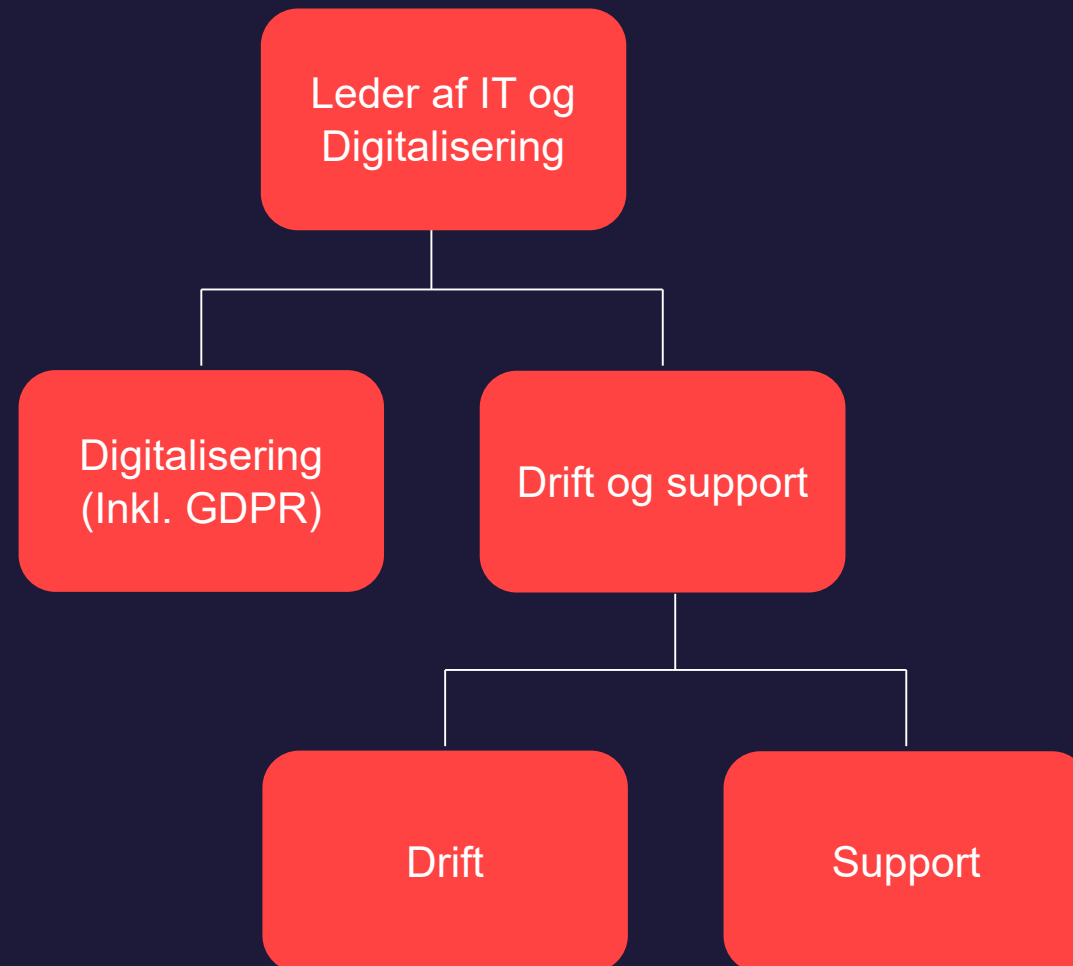 Leder af IT og
Digitalisering
Digitalisering
(Inkl. GDPR)
Drift og support
Drift
Support